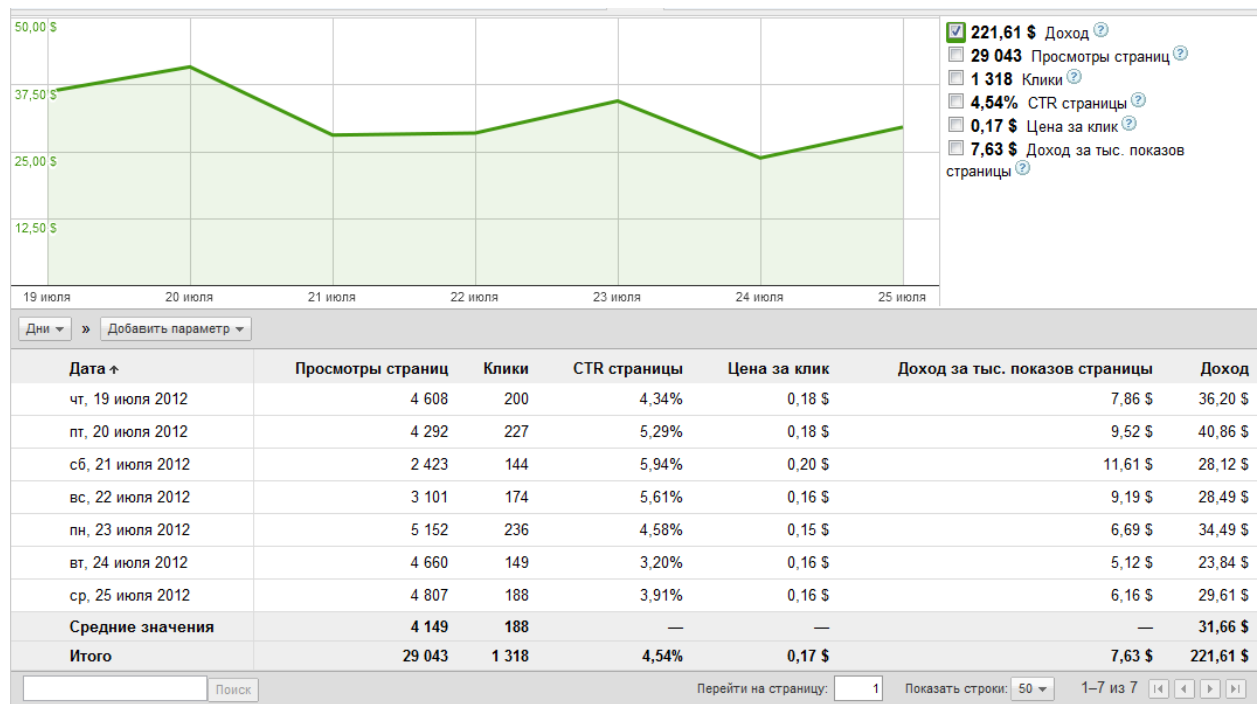 50,00 $
37,50 $
25,00 $
12,50 $
19 июля 20 июля 21 июля 22 июля 23 июля 24 июля 25 июля
221,61 $ Доход ?
29 043 Просмотры страниц ?
1 318 Клики ?
4,54% CTR страницы ?
0,17 $ Цена за клик ?
7,63 $ Доход за тыс. показов
страницы ?
Дни » Добавить параметр
Дата Просмотры страниц Клики CTR страницы Цена за клик Доход за тыс. показов страницы Доход
чт, 19 июля 2012 4 608 200 4,34% 0,18 $ 7,86 $ 36,20 $
пт, 20 июля 2012 4 292 227 5,29% 0,18 $ 9,52 $ 40,86 $
сб, 21 июля 2012 2 423 144 5,94% 0,20 $ 11,61 $ 28,12 $
вс, 22 июля 2012 3 101 174 5,61% 0,16 $ 9,19 $ 28,49 $
пн, 23 июля 2012 5 152 236 4,58% 0,15 $ 6,69 $ 34,49 $
вт, 24 июля 2012 4 660 149 3,20% 0,16 $ 5,12 $ 23,84 $
ср, 25 июля 2012 4 807 188 3,91% 0,16 $ 6,16 $ 29,61 $
Средние значения 4 149 188 — — — 31,66 $
Итого 29 043 1 318 4,54% 0,17 $ 7,63 $ 221,61 $
Поиск Перейти на страницу: 1 Показать строки: 50 1–7 из 7